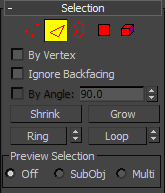 - Selection
By Vertex
Ignore Backfacing
By Angle: 90.0
Shrink Grow
Ring Loop
Preview Selection
Off SubObj Multi